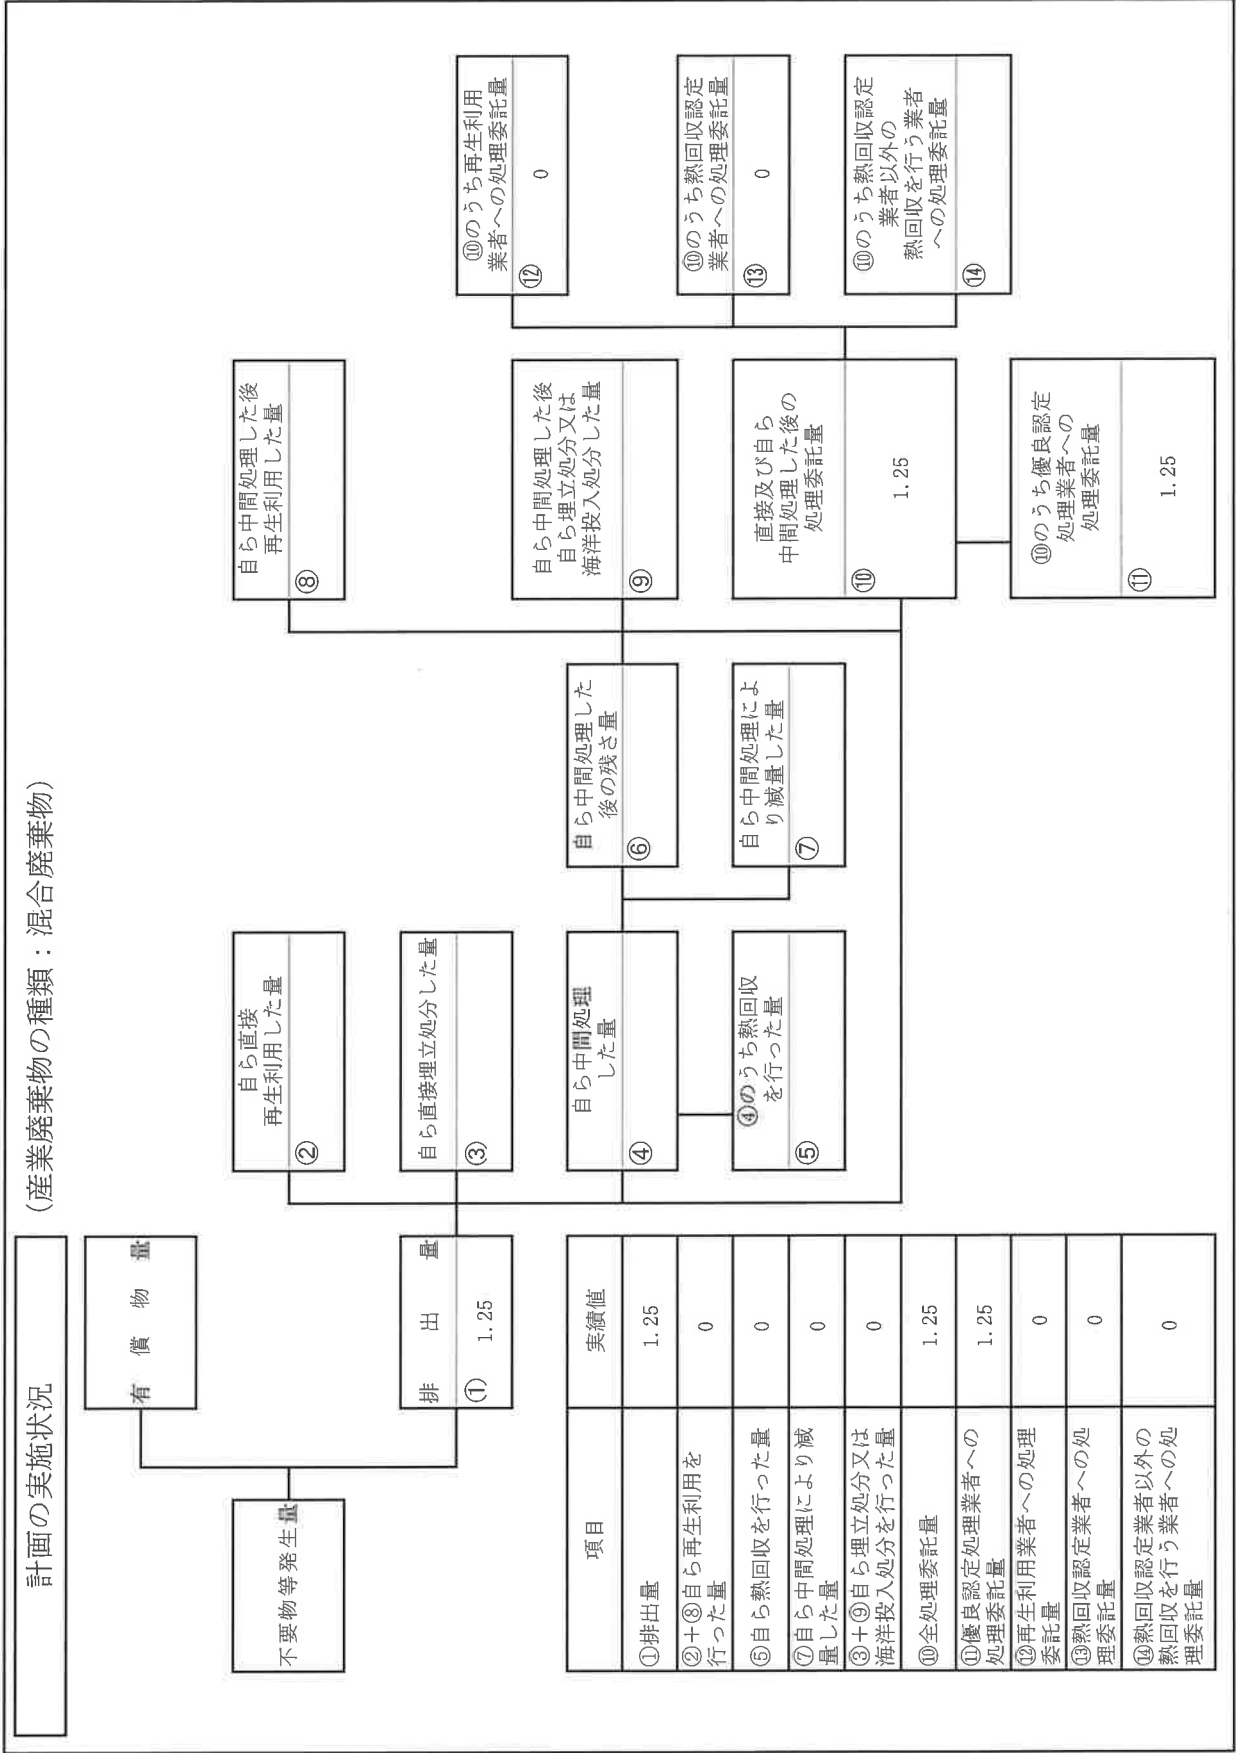 計画の実施状況
(産業廃棄物の種類：混合廃棄物)
不要物等発生量
有償物量
排出量
① 1.25
自ら直接
再生利用した量
②
自ら直接埋立処分した量
③
自ら中間処理
した量
④
④のうち熱回収
を行った量
⑤
自ら中間処理した
後の残さ量
⑥
自ら中間処理によ
り減量した量
⑦
自ら中間処理した後
再生利用した量
⑧
自ら中間処理した後
自ら埋立処分又は
海洋投入処分した量
⑨
直接及び自ら
中間処理した後の
処理委託量
⑩ 1.25
⑩のうち優良認定
処理業者への
処理委託量
⑪ 1.25
⑩のうち再生利用
業者への処理委託量
⑫ 0
⑩のうち熱回収認定
業者への処理委託量
⑬ 0
⑩のうち熱回収認定
業者以外の
熱回収を行う業者
への処理委託量
⑭
項目 実績値
①排出量 1.25
②＋⑧自ら再生利用を
行った量 0
⑤自ら熱回収を行った量 0
⑦自ら中間処理により減
量した量 0
③＋⑨自ら埋立処分又は
海洋投入処分を行った量 0
⑩全処理委託量 1.25
⑪優良認定処理業者への
処理委託量 1.25
⑫再生利用業者への処理
委託量 0
⑬熱回収認定業者への処
理委託量 0
⑭熱回収認定業者以外の
熱回収を行う業者への処
理委託量 0